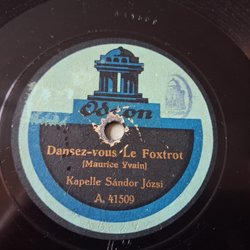 Odeon
Dansez-vous Le Foxtrot
[Maurice Yvain]
Kapelle Sándor Józsi
A. 41509